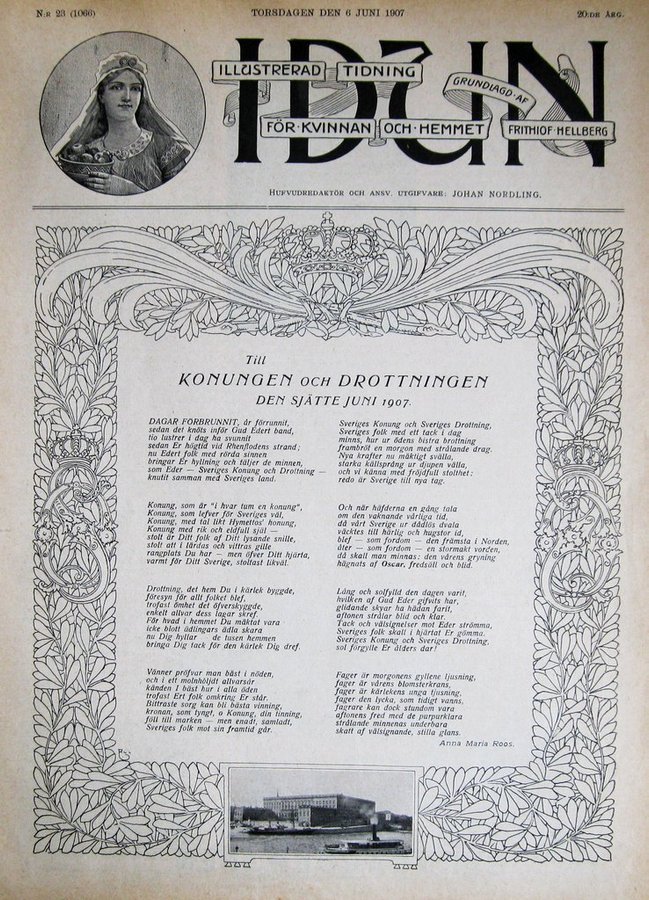 N:r 23 (1066)
TORSDAGEN DEN 6 JUNI 1907
20:DE ÅRG.
IDUN
ILLUSTRERAD TIDNING
FÖR·KVINNAN OCH·HEMMET
GRUNDLAGD·AF
FRITHIOF·HELLBERG
HUFVUDREDAKTÖR OCH ANSV. UTGIFVARE: JOHAN NORDLING.
Till
KONUNGEN OCH DROTTNINGEN
DEN SJÄTTE JUNI 1907.
DAGAR FÖRBRUNNIT, år förrunnit,
sedan det knöts inför Gud Edert band,
tio lustrer i dag ha svunnit
sedan Er högtid vid Rhenflodens strand;
nu Edert folk med rörda sinnen
bringar Er hyllning och täljer de minnen,
som Eder — Sveriges Konung och Drottning —
knutit samman med Sveriges land.
Konung, som är "i hvar tum en konung",
Konung, som lefver för Sveriges väl,
Konung, med tal likt Hymettos' honung,
Konung med rik och eldfull själ —
stolt är Ditt folk af Ditt lysande snille,
stolt att i lärdas och vittras gille
rangplats Du har — men öfver Ditt hjärta,
varmt för Ditt Sverige, stoltast likväl.
Drottning, det hem Du i kärlek byggde,
föresyn för allt folket blef,
trofast ömhet det öfverskyggde,
enkelt allvar dess lagar skref.
För hvad i hemmet Du mäktat vara
icke blott ädlingars ädla skara
nu Dig hyllar de tusen hemmen
bringa Dig tack för den kärlek Dig dref.
Vänner pröfvar man bäst i nöden,
och i ett molnhöljdt allvarsår
känden I bäst hur i alla öden
trofast Ert folk omkring Er står.
Bittraste sorg kan bli bästa vinning,
kronan, som tyngt, o Konung, din tinning,
föll till marken — men enadt, samladt,
Sveriges folk mot sin framtid går.
Sveriges Konung och Sveriges Drottning,
Sveriges folk med ett tack i dag
minns, hur ur ödens bistra brottning
frambröt en morgon med strålande drag.
Nya krafter nu mäktigt svälla,
starka källsprång ur djupen välla,
och vi känna med fröjdfull stolthet:
redo är Sverige till nya tag.
Och när häfderna en gång tala
om den vaknande vårliga tid,
då vårt Sverige ur dådlös dvala
väcktes till härlig och hugstor id,
blef — som fordom — den främsta i Norden,
åter — som fordom — en stormakt vorden,
då skall man minnas: den vårens gryning
hägnats af Oscar, fredsäll och blid.
Lång och solfylld den dagen varit,
hvilken af Gud Eder gifvits har,
glidande skyar ha hädan farit,
aftonen strålar blid och klar.
Tack och välsignelser mot Eder strömma,
Sveriges folk skall i hjärtat Er gömma.
Sveriges Konung och Sveriges Drottning,
sol förgylle Er ålders dar!
Fager är morgonens gyllene ljusning,
fager är vårens blomsterkrans,
fager är kärlekens unga tjusning,
fager den lycka, som tidigt vanns,
fagrare kan dock stundom vara
aftonens fred med de purparklara
strålande minnenas underbara
skatt af välsignande, stilla glans.
Anna Maria Roos.